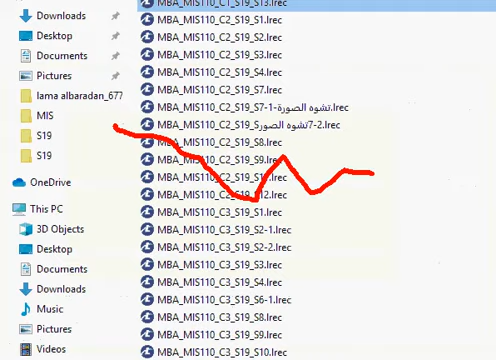 Downloads
Desktop
Documents
Pictures
lama albaradan_677
MIS
S19
S19
OneDrive
This PC
3D Objects
Desktop
Documents
Downloads
Music
Pictures
Videos
MBA_MIS110_C1_S19_S13.lrec
MBA_MIS110_C2_S19_S1.lrec
MBA_MIS110_C2_S19_S2.lrec
MBA_MIS110_C2_S19_S3.lrec
MBA_MIS110_C2_S19_S4.lrec
MBA_MIS110_C2_S19_S7.lrec
MBA_MIS110_C2_S19_S7-1-تشوه الصورة.lrec
MBA_MIS110_C2_S19_Sتشوه الصور7-2.lrec
MBA_MIS110_C2_S19_S8.lrec
MBA_MIS110_C2_S19_S9.lrec
MBA_MIS110_C3_S19_S1.lrec
MBA_MIS110_C3_S19_S2-1.lrec
MBA_MIS110_C3_S19_S2-2.lrec
MBA_MIS110_C3_S19_S3.lrec
MBA_MIS110_C3_S19_S4.lrec
MBA_MIS110_C3_S19_S6-1.lrec
MBA_MIS110_C3_S19_S8.lrec
MBA_MIS110_C3_S19_S9.lrec
MBA_MIS110_C3_S19_S10.lrec